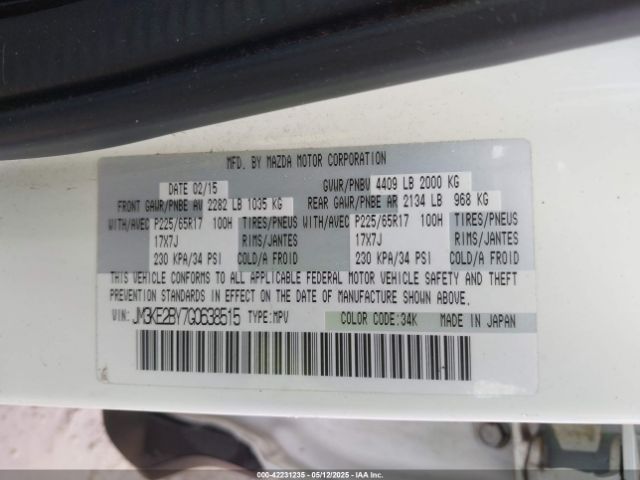 MFD. BY MAZDA MOTOR CORPORATION
DATE 02/15 GVWR/PNBV 4409 LB 2000 KG
FRONT GAWR/PNBE AV 2282 LB 1035 KG REAR GAWR/PNBE AR 2134 LB 968 KG
WITH/AVEC P225/65R17 100H TIRES/PNEUS WITH/AVEC P225/65R17 100H TIRES/PNEUS
17X7J RIMS/JANTES 17X7J RIMS/JANTES
230 KPA/34 PSI COLD/A FROID 230 KPA/34 PSI COLD/A FROID
THIS VEHICLE CONFORMS TO ALL APPLICABLE FEDERAL MOTOR VEHICLE SAFETY AND THEFT
PREVENTION STANDARDS IN EFFECT ON THE DATE OF MANUFACTURE SHOWN ABOVE.
VIN: JM3KE2BY7G0638515 TYPE:MPV COLOR CODE:34K MADE IN JAPAN
000-42231235 - 05/12/2025 - COPYRIGHT IAA